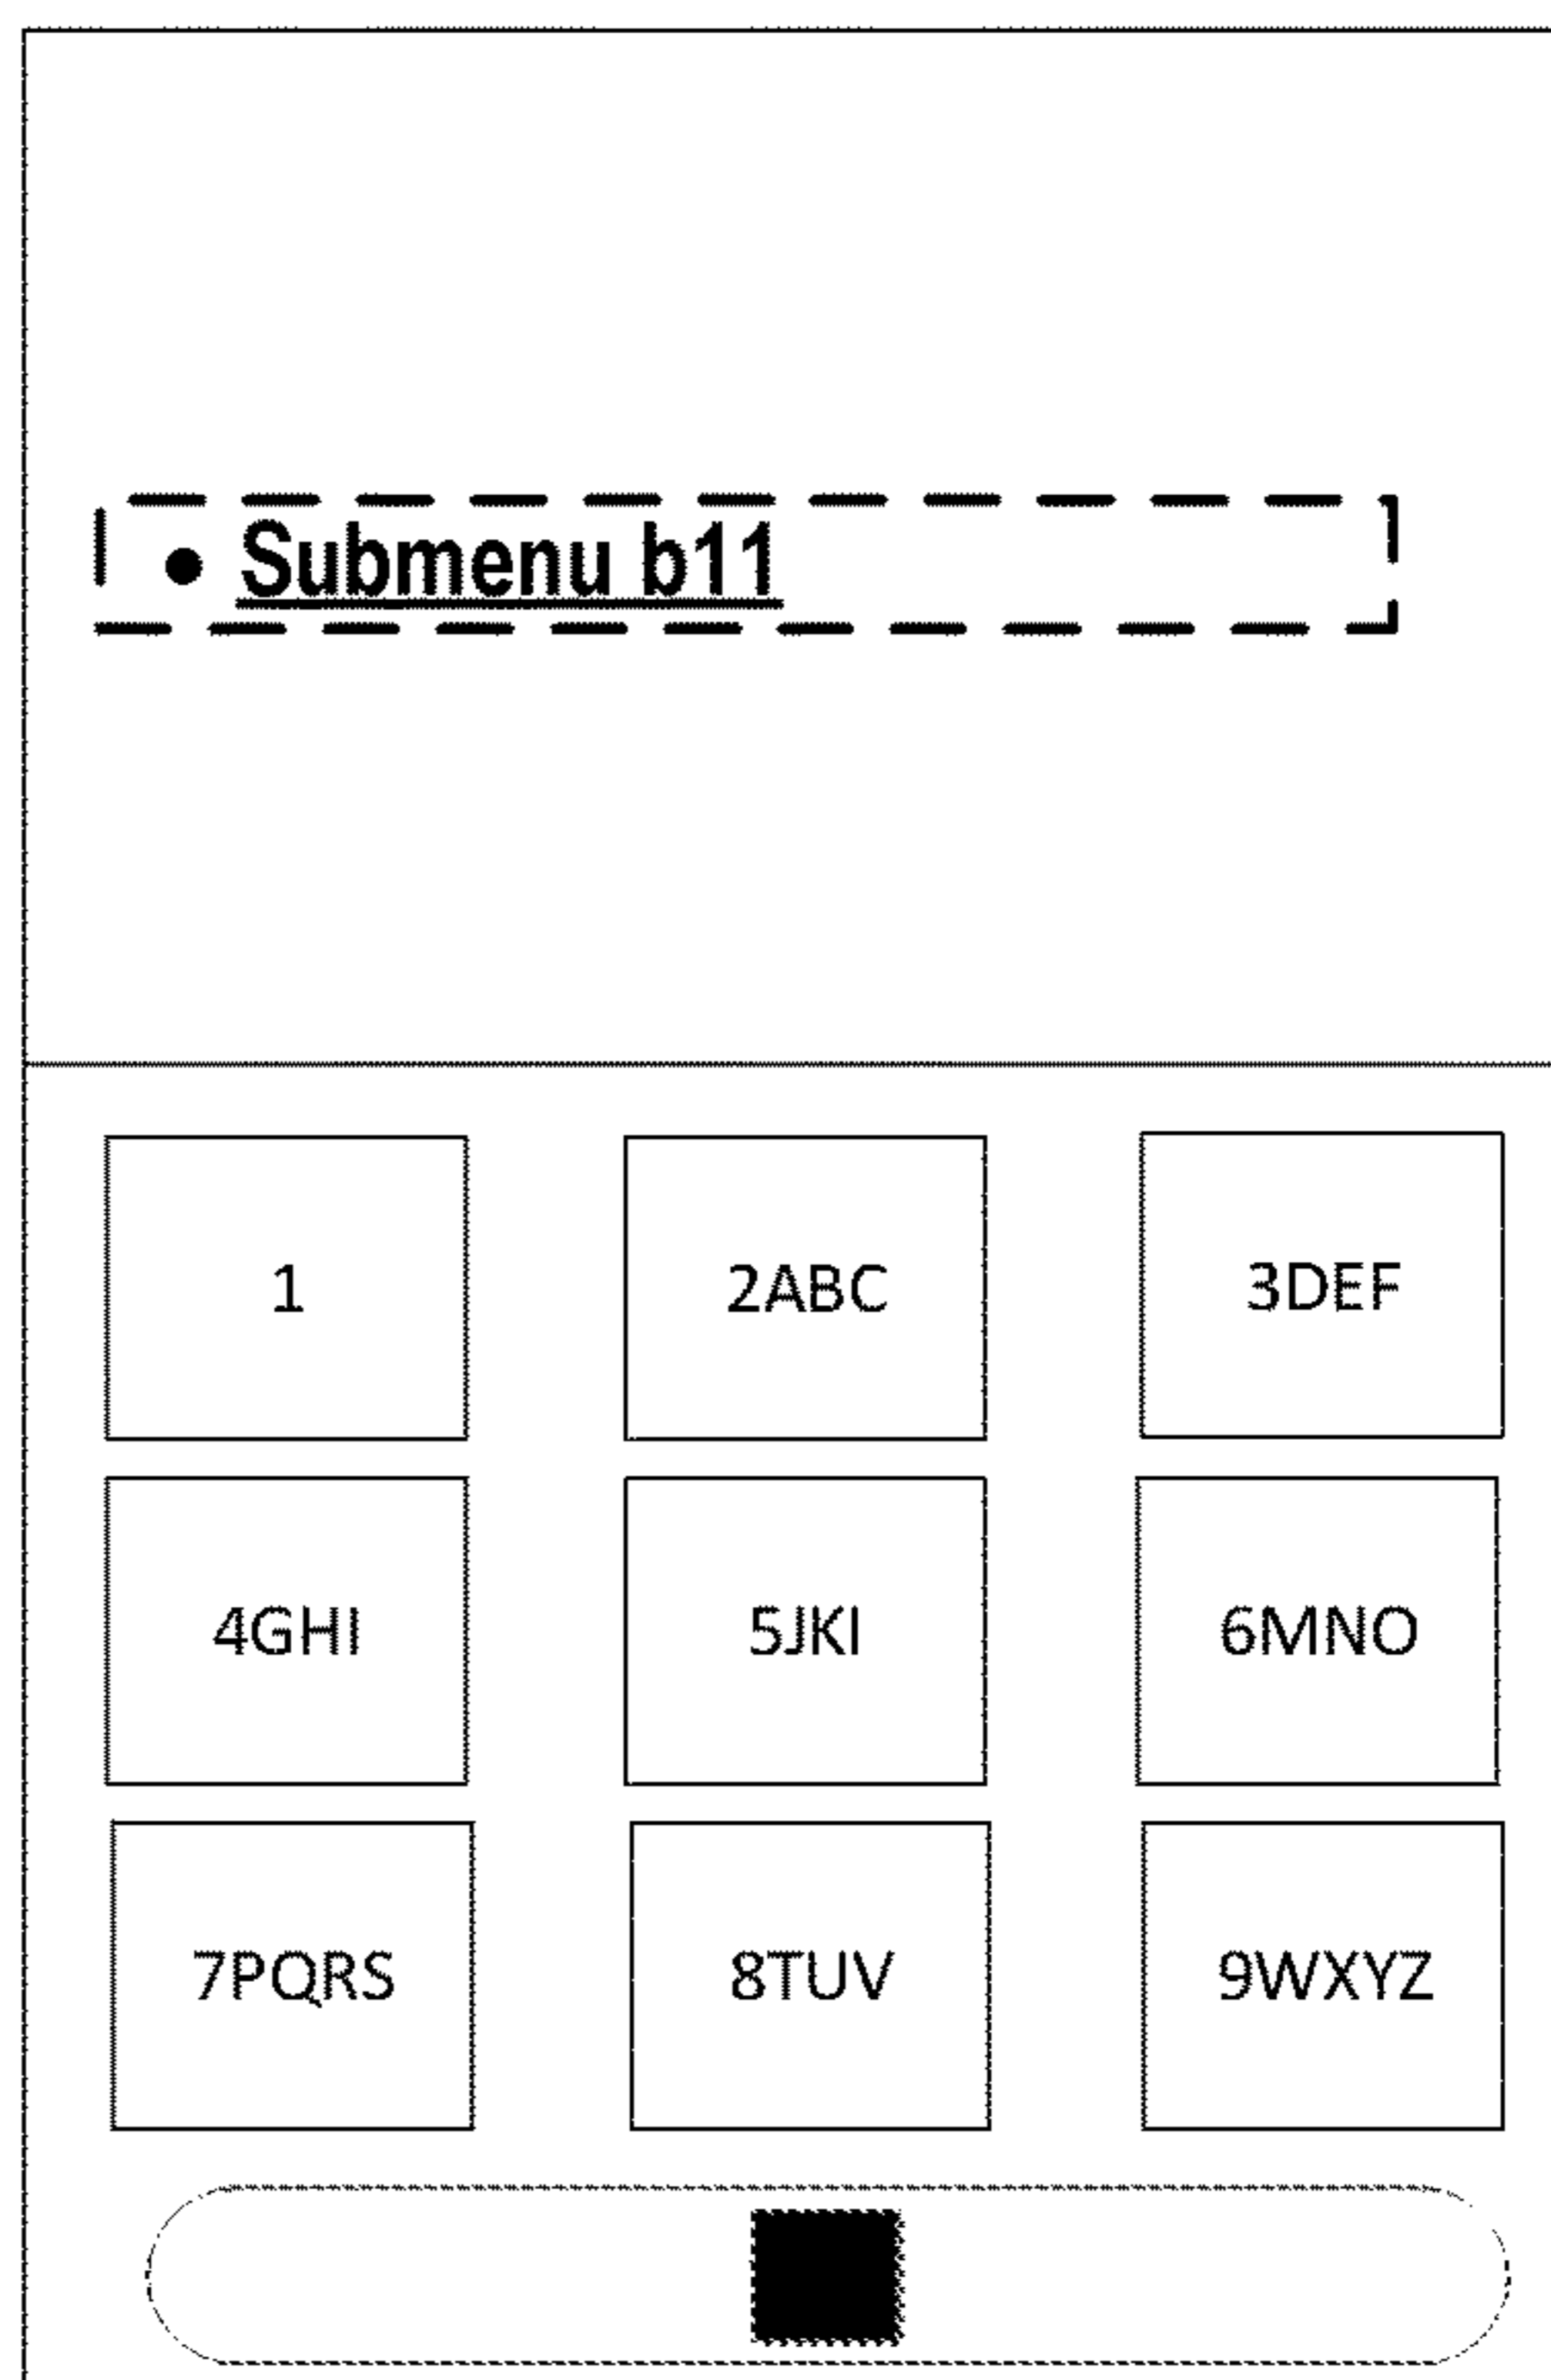 • Submenu b11
1 2ABC 3DEF
4GHI 5JKI 6MNO
7PQRS 8TUV 9WXYZ